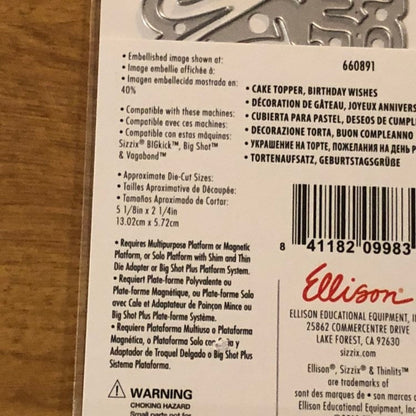 • Embellished image shown at:
• Image embellie affichée à:
• Imagen embellecida mostrada en:
40%
• Compatible with these machines:
• Compatible avec ces machines:
• Compatible con estas máquinas:
Sizzix® BIGkick™, Big Shot™
& Vagabond™
• Approximate Die-Cut Sizes:
• Tailles Approximative de Découpée:
• Tamaños Aproximado de Cortar:
5 1/8in x 2 1/4in
13.02cm x 5.72cm
• Requires Multipurpose Platform or Magnetic
Platform, or Solo Platform with Shim and Thin
Die Adapter or Big Shot Plus Platform System.
• Requiert Plate-forme Polyvalente ou
Plate-forme Magnétique, ou Plate-forme Solo
avec Cale et Adaptateur de Poinçon Mince ou
Big Shot Plus Plate-forme Système.
• Requiere Plataforma Multiuso o Plataforma
Magnética, o Plataforma Solo con y
Adaptador de Troquel Delgado o Big Shot Plus
Sistema Plataforma.
WARNING
CHOKING HAZARD
Small parts not for
660891
• CAKE TOPPER, BIRTHDAY WISHES
• DÉCORATION DE GÂTEAU, JOYEUX ANNIVERS
• CUBIERTA PARA PASTEL, DESEOS DE CUMPL
• DECORAZIONE TORTA, BUON COMPLEANNO
• УКРАШЕНИЕ НА ТОРТЕ, ПОЖЕЛАНИЯ НА ДЕНЬ Р
• TORTENAUFSATZ, GEBURTSTAGSGRÜßE
8 41182 09983
Ellison®
ELLISON EDUCATIONAL EQUIPMENT, I
25862 COMMERCENTRE DRIVE
LAKE FOREST, CA 92630
sizzix.com
Ellison®, Sizzix® & Thinlits™
are trademarks of
sont des marques de • son marcas d
Ellison Educational Equipment, Inc